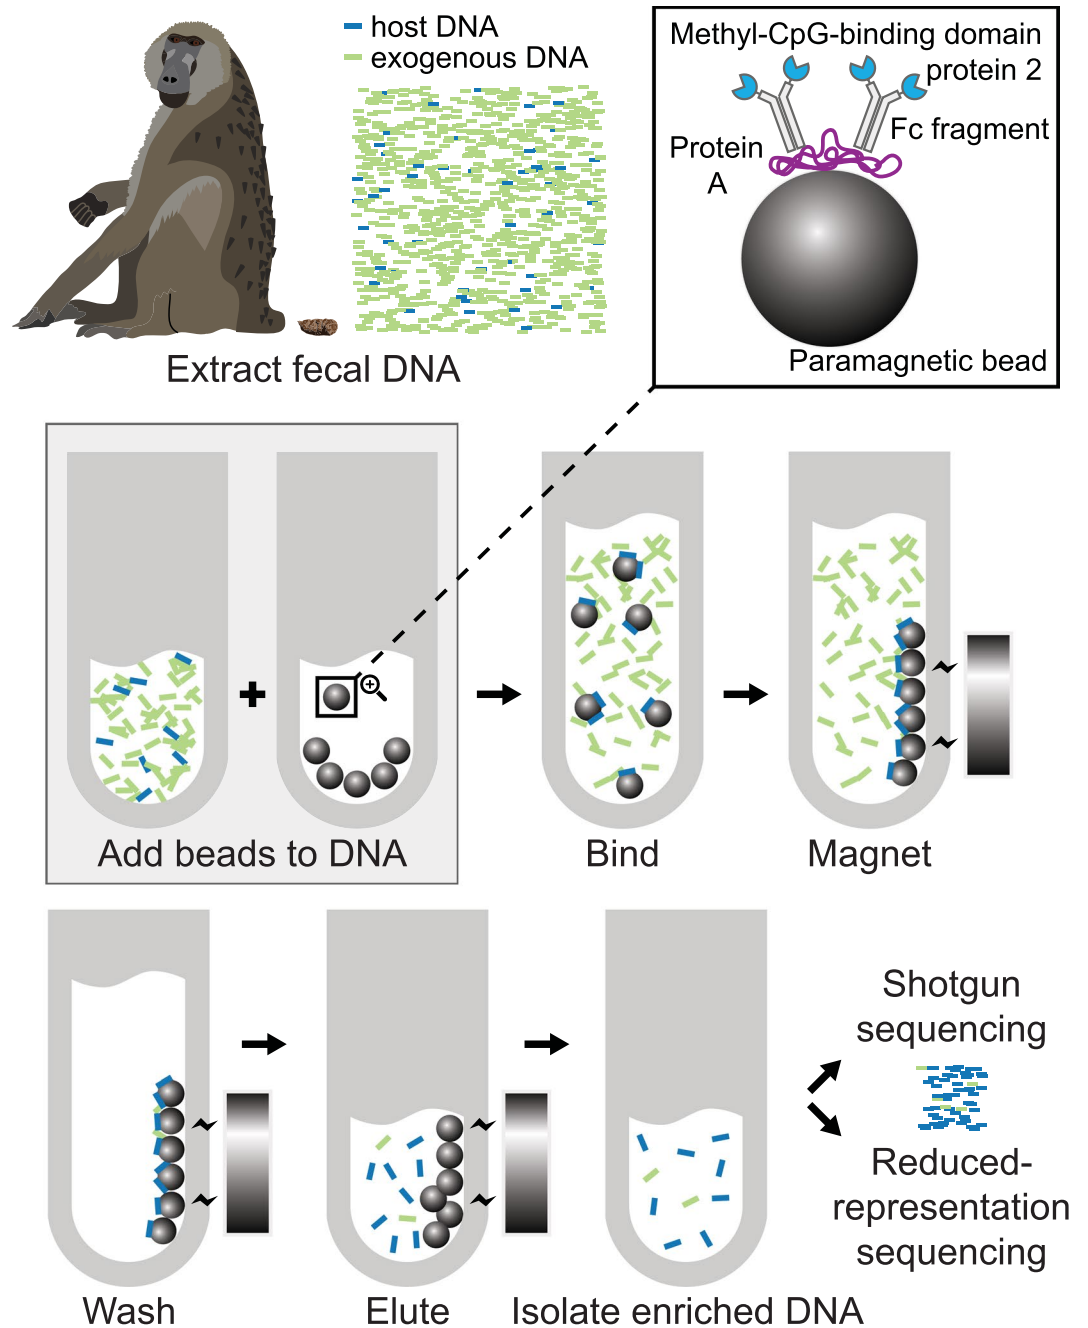 host DNA
exogenous DNA
Extract fecal DNA
Methyl-CpG-binding domain
protein 2
Fc fragment
Protein
A
Paramagnetic bead
Add beads to DNA
Bind
Magnet
Wash
Elute
Isolate enriched DNA
Shotgun
sequencing
Reduced-
representation
sequencing